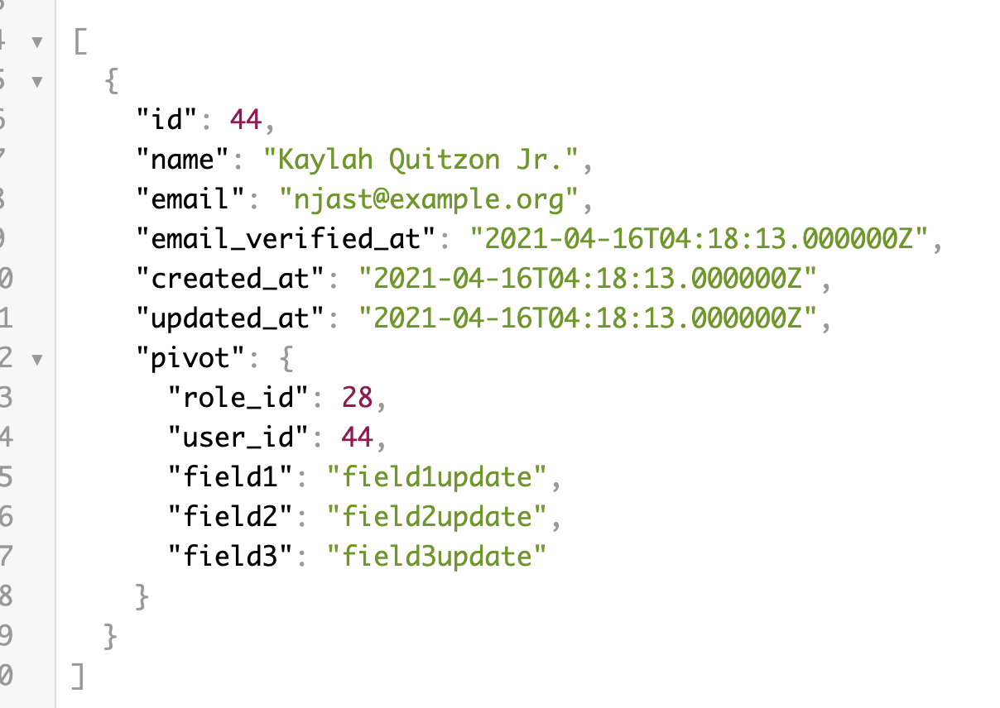 [
{
"id": 44,
"name": "Kaylah Quitzon Jr.",
"email": "njast@example.org",
"email_verified_at": "2021-04-16T04:18:13.000000Z",
"created_at": "2021-04-16T04:18:13.000000Z",
"updated_at": "2021-04-16T04:18:13.000000Z",
"pivot": {
"role_id": 28,
"user_id": 44,
"field1": "field1update",
"field2": "field2update",
"field3": "field3update"
}
}
]